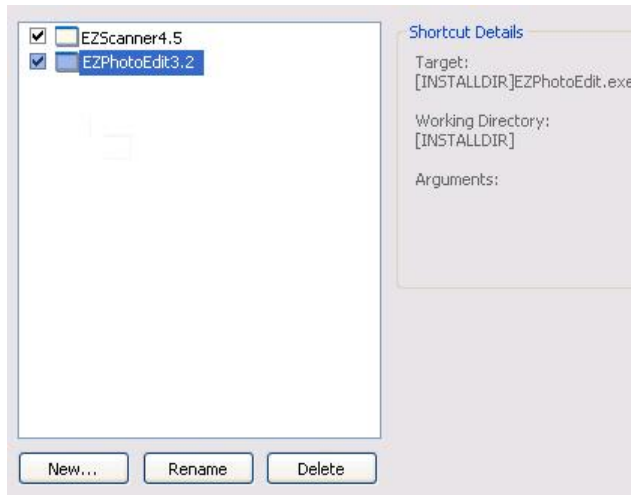 EZScanner4.5
EZPhotoEdit3.2
Shortcut Details
Target:
[INSTALLDIR]EZPhotoEdit.exe
Working Directory:
[INSTALLDIR]
Arguments:
New...
Rename
Delete